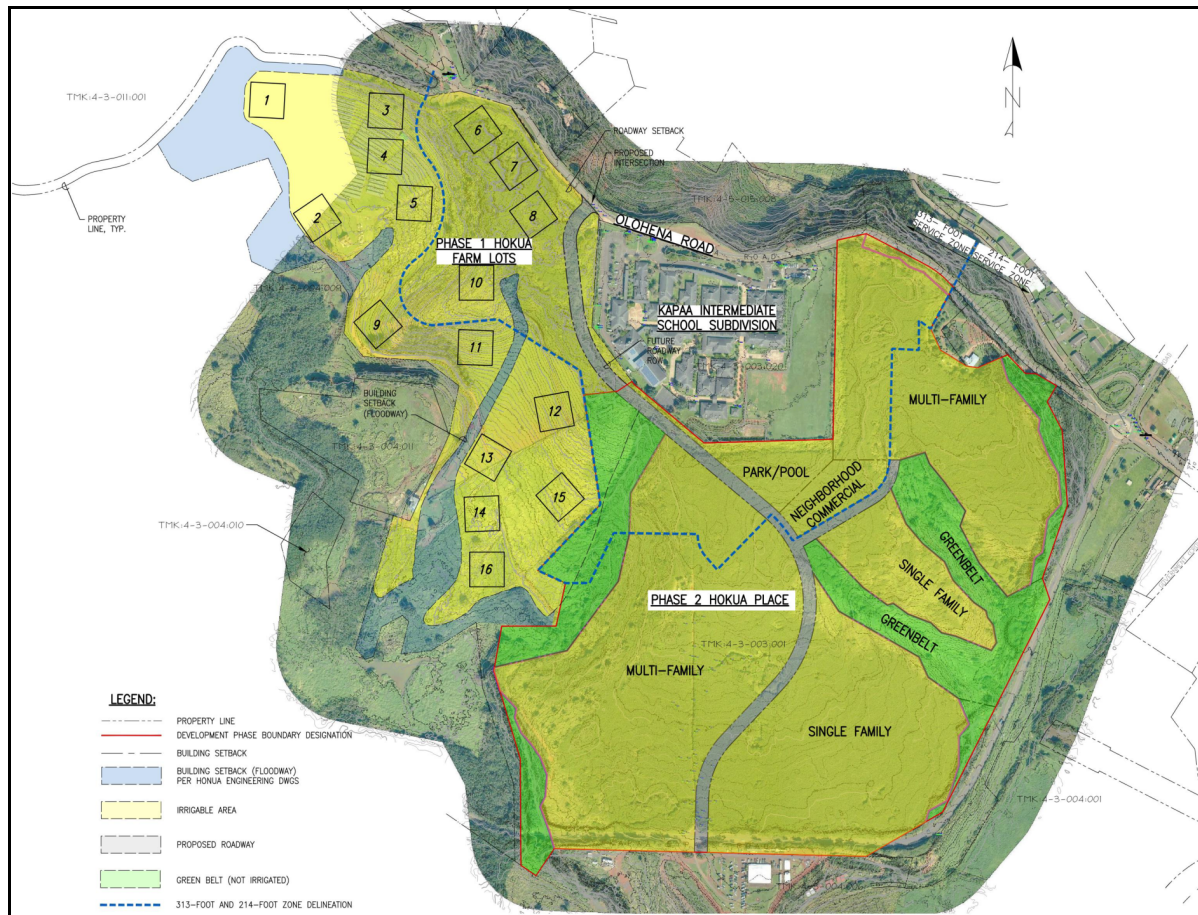 TMK:4-3-011:001
1
3
4
2
5
6
7
8
ROADWAY SETBACK
PROPOSED
INTERSECTION
N
PROPERTY
LINE, TYP.
PHASE 1 HOKUA
FARM LOTS
OLOHENA ROAD
ROAD
313- FOOT
SERVICE ZONE
214- FOOT
SERVICE ZONE
9
10
11
KAPAA INTERMEDIATE
SCHOOL SUBDIVISION
FUTURE
ROADWAY
ROW
BUILDING
SETBACK
(FLOODWAY)
TMK:4-3-004:011
12
13
14
15
16
TMK:4-3-004:010
MULTI-FAMILY
PARK/POOL
NEIGHBORHOOD
COMMERCIAL
GREENBELT
SINGLE FAMILY
GREENBELT
PHASE 2 HOKUA PLACE
TMK:4-3-003:001
MULTI-FAMILY
SINGLE FAMILY
TMK:4-3-004:001
LEGEND:
PROPERTY LINE
DEVELOPMENT PHASE BOUNDARY DESIGNATION
BUILDING SETBACK
BUILDING SETBACK (FLOODWAY)
PER HONUA ENGINEERING DWGS
IRRIGABLE AREA
PROPOSED ROADWAY
GREEN BELT (NOT IRRIGATED)
313-FOOT AND 214-FOOT ZONE DELINEATION